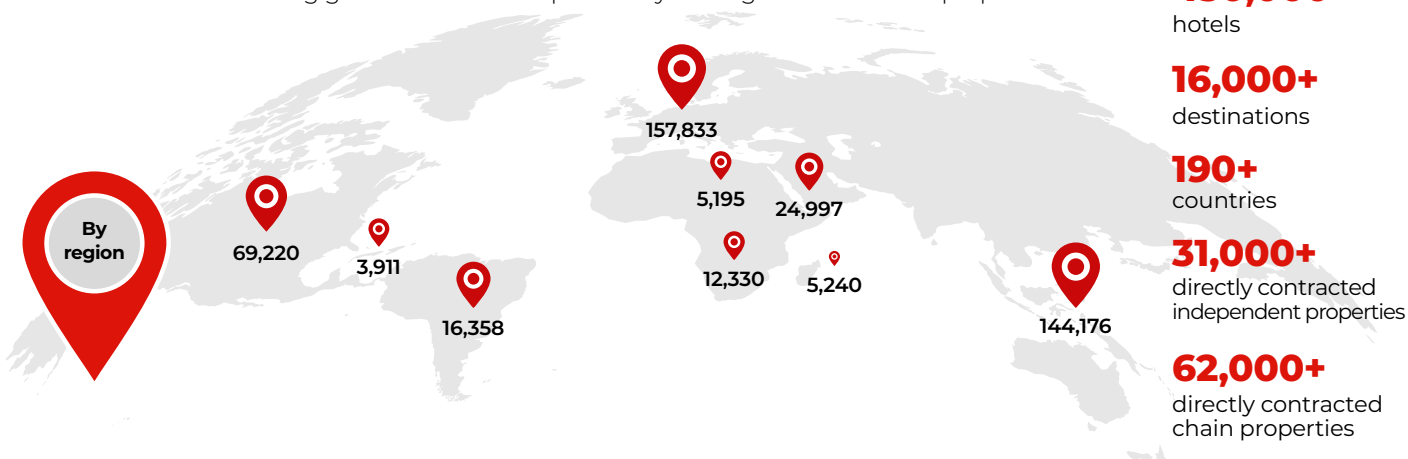 hotels
157,833
16,000+
destinations
190+
countries
5,195
24,997
By
region
69,220
3,911
12,330
5,240
16,358
144,176
31,000+
directly contracted
independent properties
62,000+
directly contracted
chain properties